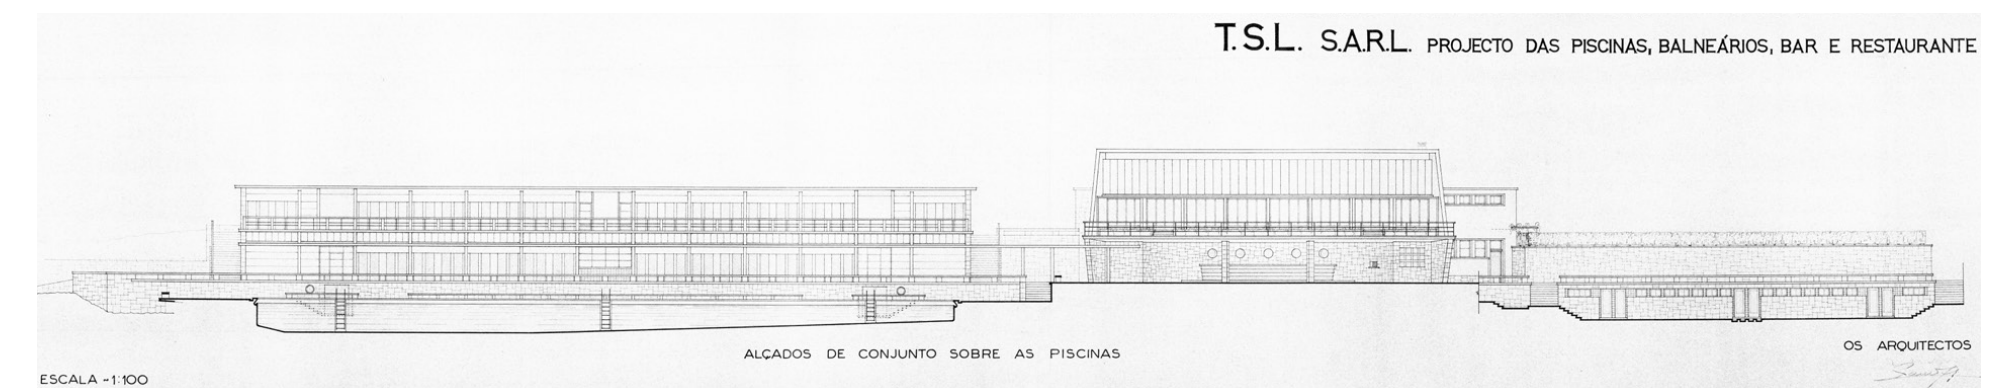 T.S.L. S.A.R.L. PROJECTO DAS PISCINAS, BALNEÁRIOS, BAR E RESTAURANTE
ALÇADOS DE CONJUNTO SOBRE AS PISCINAS
OS ARQUITECTOS
ESCALA - 1:100